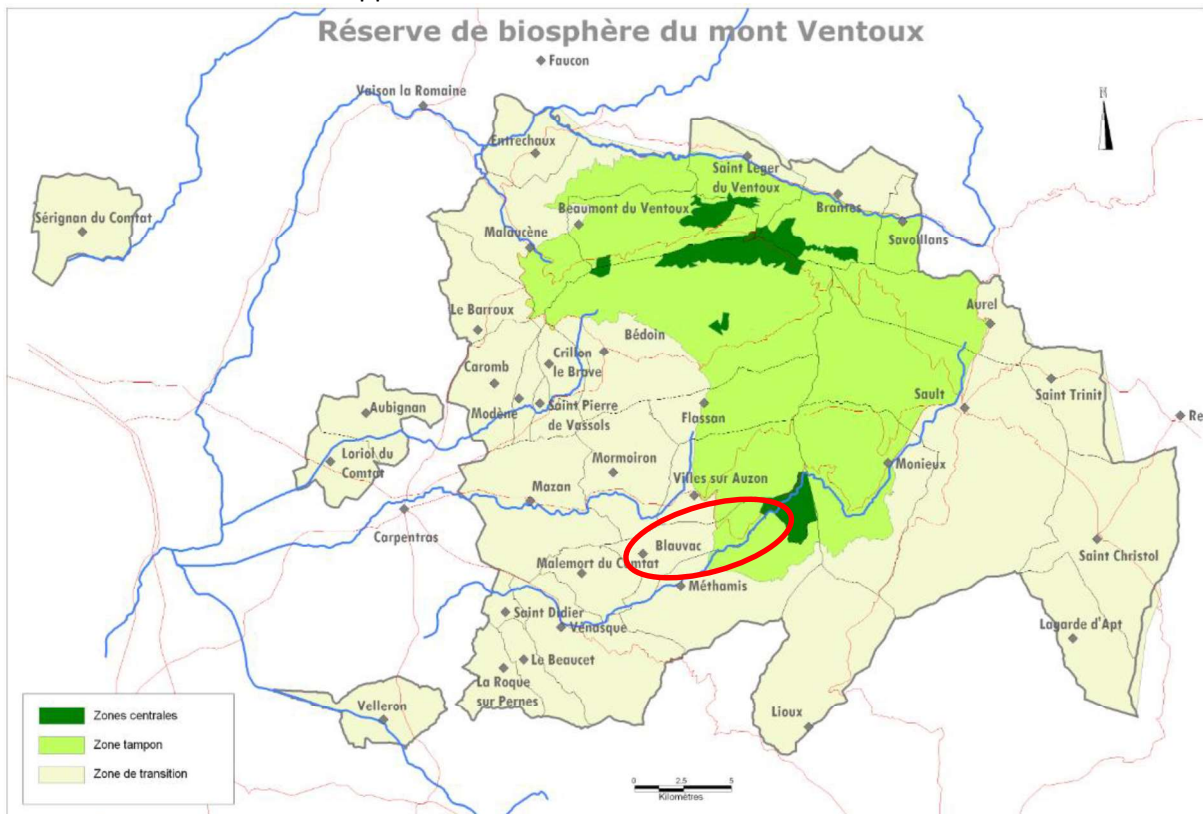 Réserve de biosphère du mont Ventoux
Faucon
Vaison la Romaine
N
Entrechaux
Saint Léger
du Ventoux
Sérignan du Comtat
Beaumont du Ventoux
Brantes
Savoillans
Malaucène
Aurel
Le Barroux
Bédoin
Crillon
le Brave
Caromb
Saint Trinit
Aubignan
Modène
Saint Pierre
de Vassols
Flassan
Sault
Re
Loriol du
Comtat
Mormoiron
Monieux
Mazan
Villes sur Auzon
Carpentras
Blauvac
Saint Christol
Malemort du Comtat
Méthamis
Saint Didier
Venasque
Lagarde d'Apt
Le Beaucet
La Roque
sur Pernes
Velleron
Lioux
Zones centrales
Zone tampon
Zone de transition
0 2.5 5
Kilomètres